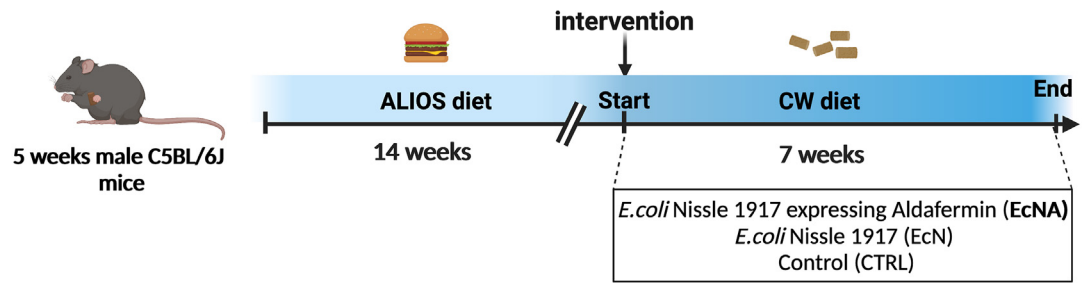 intervention
ALIOS diet
Start
CW diet
End
5 weeks male C5BL/6J
mice
14 weeks
7 weeks
E.coli Nissle 1917 expressing Aldafermin (EcNA)
E.coli Nissle 1917 (EcN)
Control (CTRL)